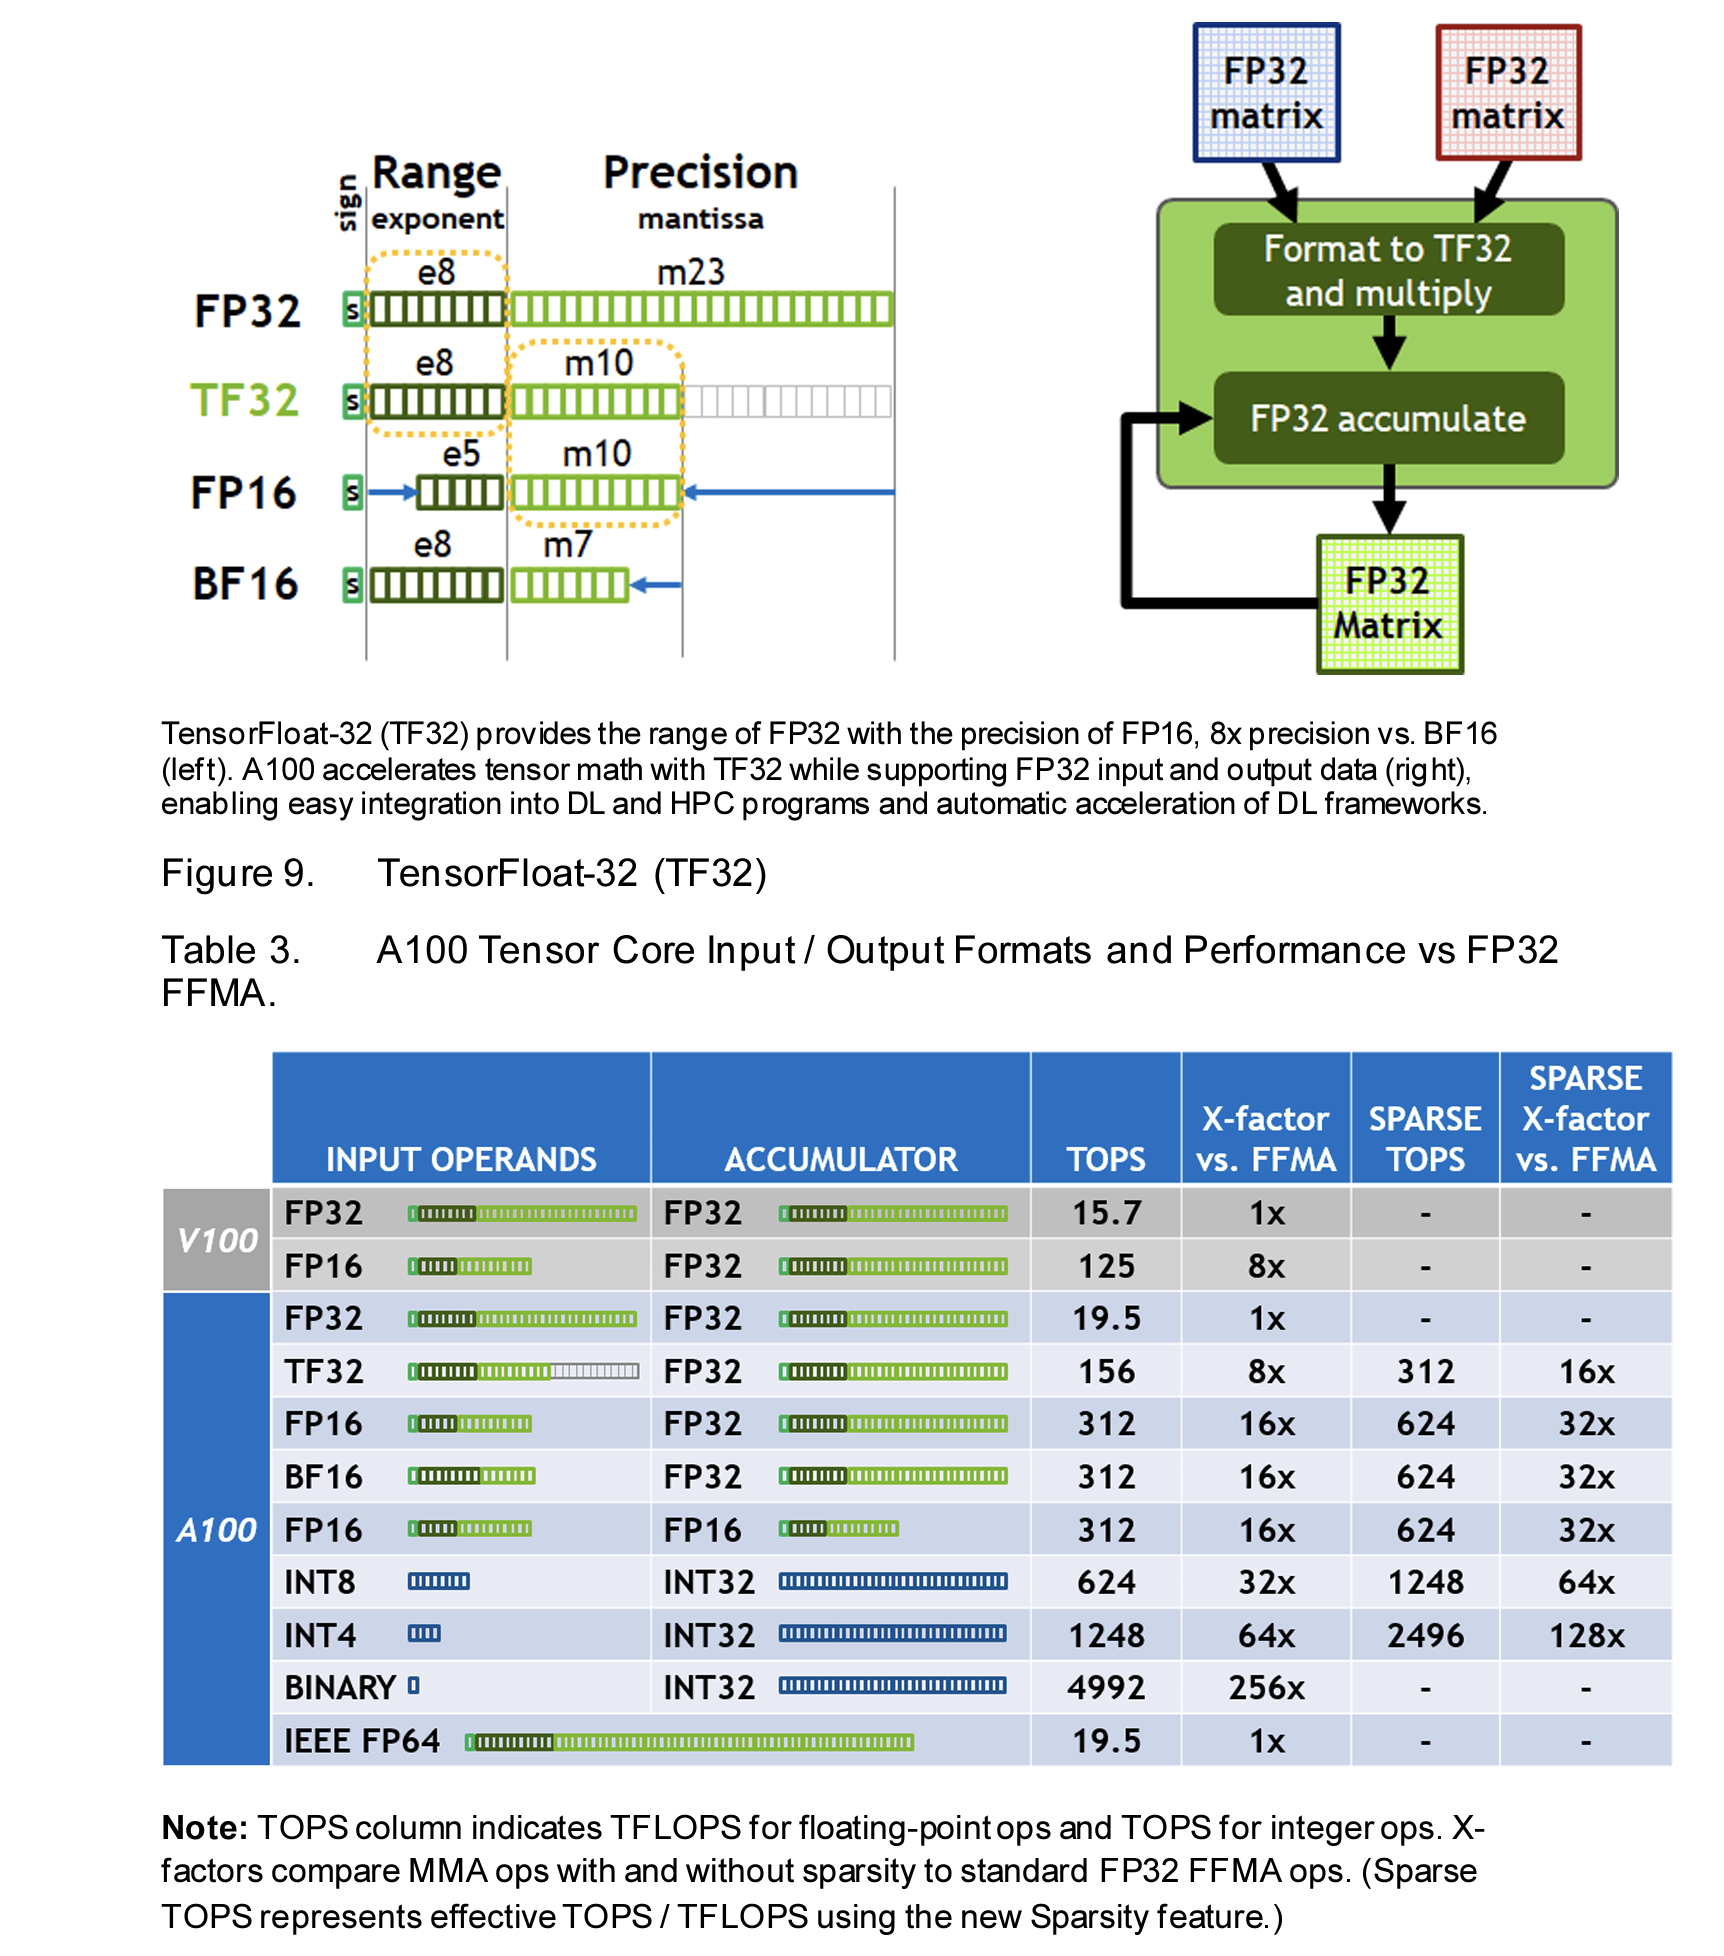 Range
Precision
sign
exponent
mantissa
e8
m23
FP32
s
e8
m10
TF32
s
e5
m10
FP16
s
e8
m7
BF16
s
FP32
matrix
FP32
matrix
Format to TF32
and multiply
FP32 accumulate
FP32
Matrix
TensorFloat-32 (TF32) provides the range of FP32 with the precision of FP16, 8x precision vs. BF16
(left). A100 accelerates tensor math with TF32 while supporting FP32 input and output data (right),
enabling easy integration into DL and HPC programs and automatic acceleration of DL frameworks.
Figure 9. TensorFloat-32 (TF32)
Table 3. A100 Tensor Core Input / Output Formats and Performance vs FP32
FFMA.
INPUT OPERANDS ACCUMULATOR TOPS X-factor vs. FFMA SPARSE TOPS SPARSE X-factor vs. FFMA
V100
FP32 FP32 15.7 1x - -
FP16 FP32 125 8x - -
A100
FP32 FP32 19.5 1x - -
TF32 FP32 156 8x 312 16x
FP16 FP32 312 16x 624 32x
BF16 FP32 312 16x 624 32x
FP16 FP16 312 16x 624 32x
INT8 INT32 624 32x 1248 64x
INT4 INT32 1248 64x 2496 128x
BINARY INT32 4992 256x - -
IEEE FP64 19.5 1x - -
Note: TOPS column indicates TFLOPS for floating-point ops and TOPS for integer ops. X-
factors compare MMA ops with and without sparsity to standard FP32 FFMA ops. (Sparse
TOPS represents effective TOPS / TFLOPS using the new Sparsity feature.)